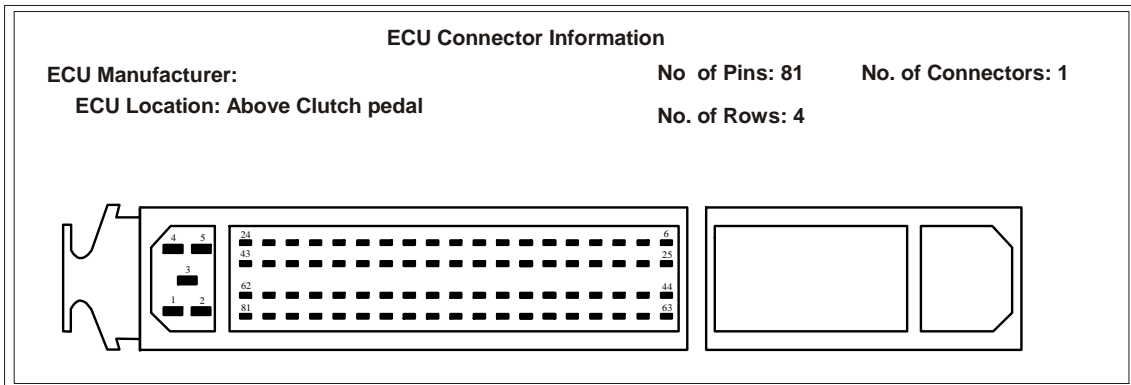 ECU Connector Information
ECU Manufacturer:
No of Pins: 81
No. of Connectors: 1
ECU Location: Above Clutch pedal
No. of Rows: 4
4 5
24 6
43 25
3
62 44
1 2
81 63